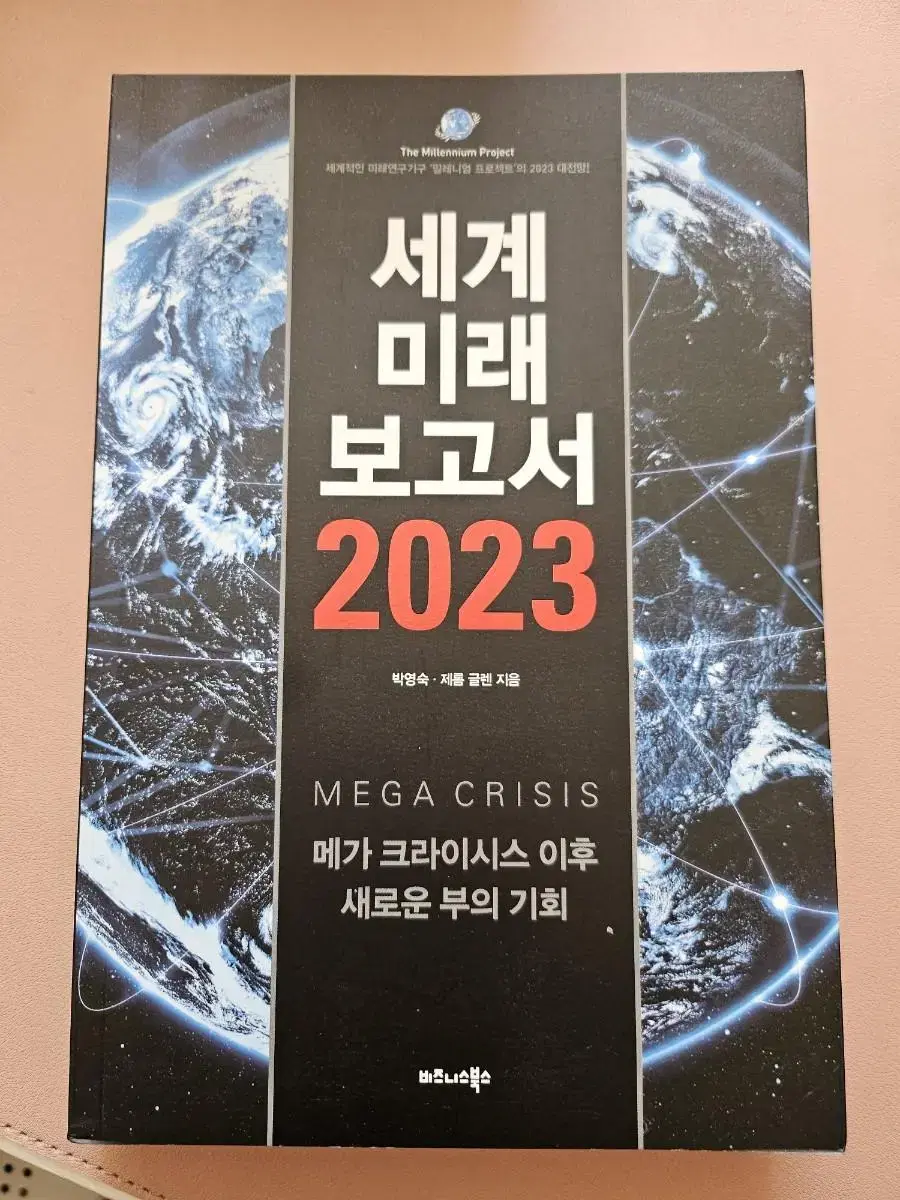 The Millennium Project
세계적인 미래연구기구 '밀레니엄 프로젝트'의 2023 대전망!
세계
미래
보고서
2023
박영숙 · 제롬 글렌 지음
MEGA CRISIS
메가 크라이시스 이후
새로운 부의 기회
비즈니스북스